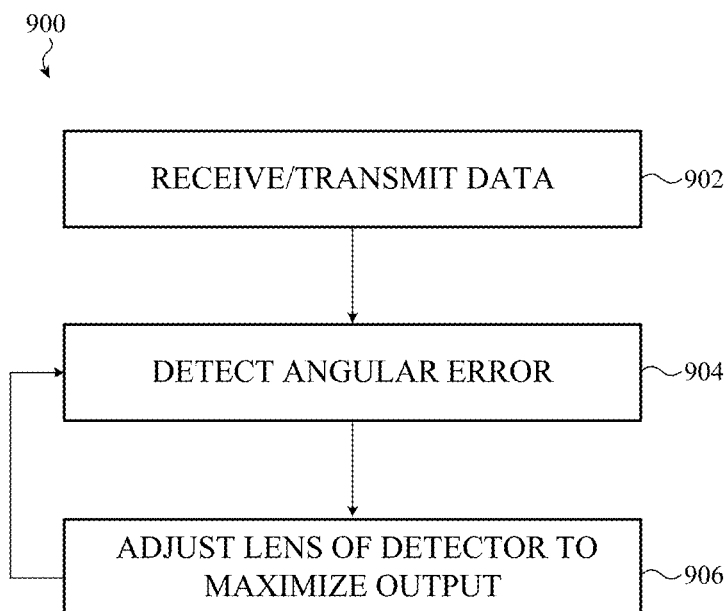 900
RECEIVE/TRANSMIT DATA
902
DETECT ANGULAR ERROR
904
ADJUST LENS OF DETECTOR TO
MAXIMIZE OUTPUT
906